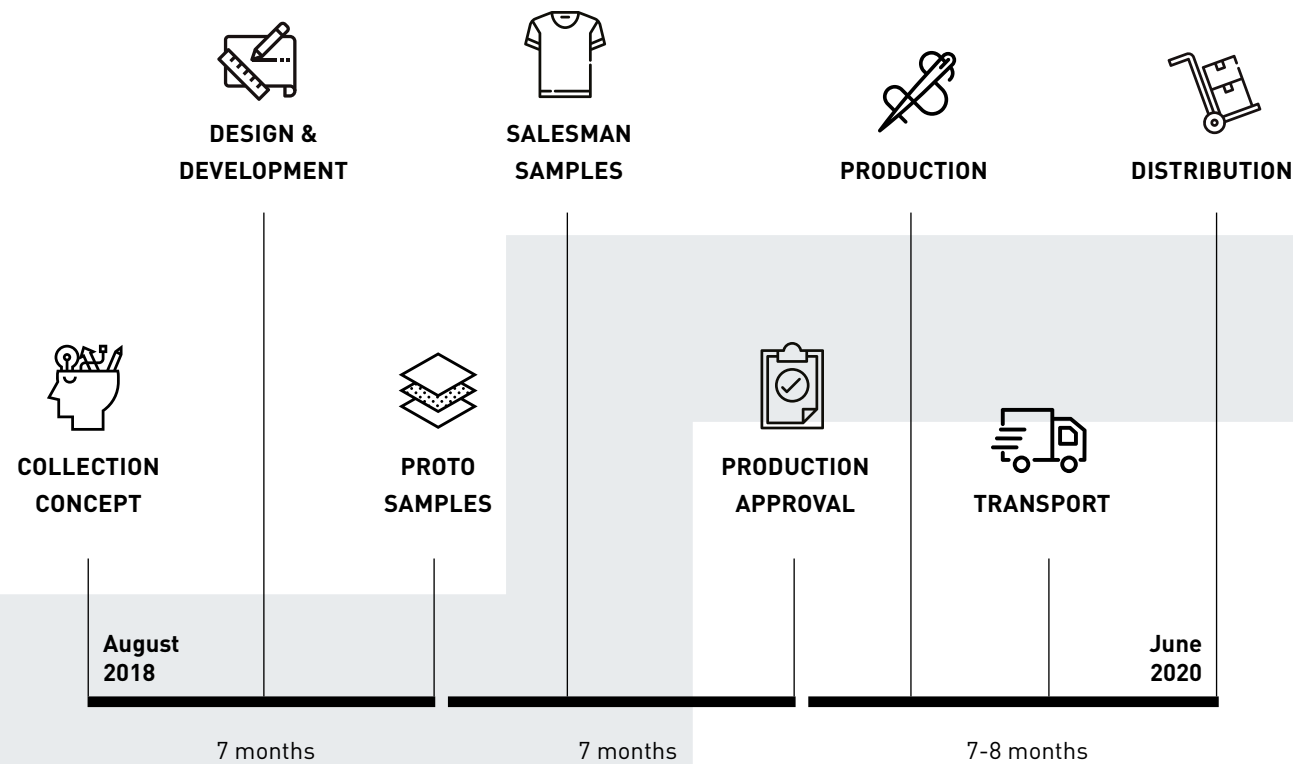 DESIGN &
DEVELOPMENT
SALESMAN
SAMPLES
PRODUCTION
DISTRIBUTION
COLLECTION
CONCEPT
PROTO
SAMPLES
PRODUCTION
APPROVAL
TRANSPORT
August
2018
June
2020
7 months
7 months
7-8 months